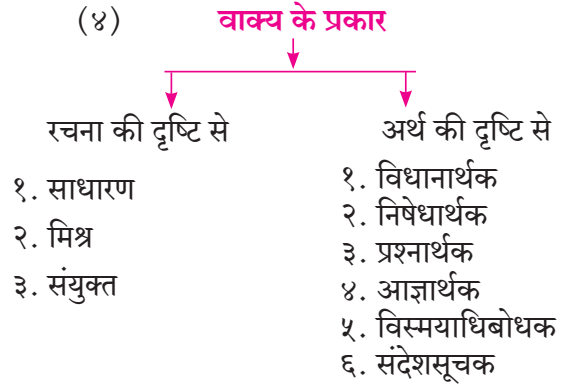 (४) वाक्य के प्रकार
रचना की दृष्टि से
१. साधारण
२. मिश्र
३. संयुक्त
अर्थ की दृष्टि से
१. विधानार्थक
२. निषेधार्थक
३. प्रश्नार्थक
४. आज्ञार्थक
५. विस्मयाधिबोधक
६. संदेशसूचक